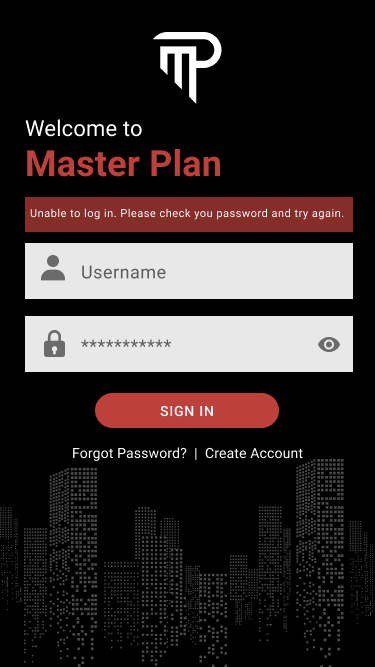 Welcome to
Master Plan
Unable to log in. Please check you password and try again.
Username
***********
SIGN IN
Forgot Password? | Create Account